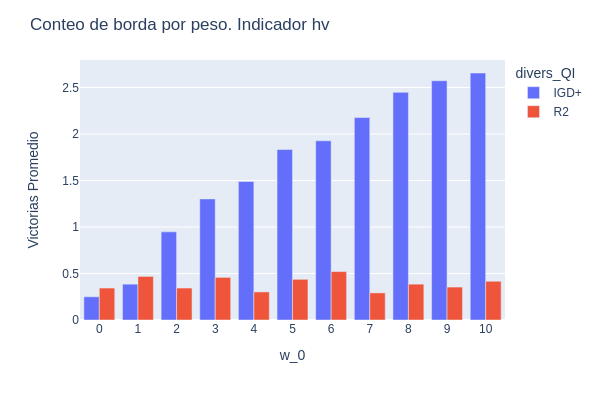 Conteo de borda por peso. Indicador hv
divers_QI
IGD+
R2
Victorias Promedio
2.5
2
1.5
1
0.5
0
0 1 2 3 4 5 6 7 8 9 10
w_0